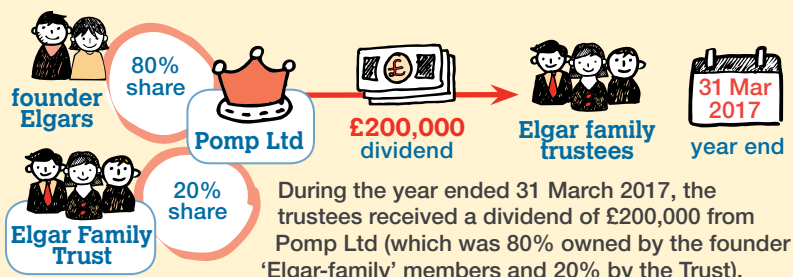 founder
Elgars
80%
share
Pomp Ltd
£
£200,000
dividend
Elgar family
trustees
31 Mar
2017
year end
Elgar Family
Trust
20%
share
During the year ended 31 March 2017, the
trustees received a dividend of £200,000 from
Pomp Ltd (which was 80% owned by the founder
‘Elgar-family’ members and 20% by the Trust).